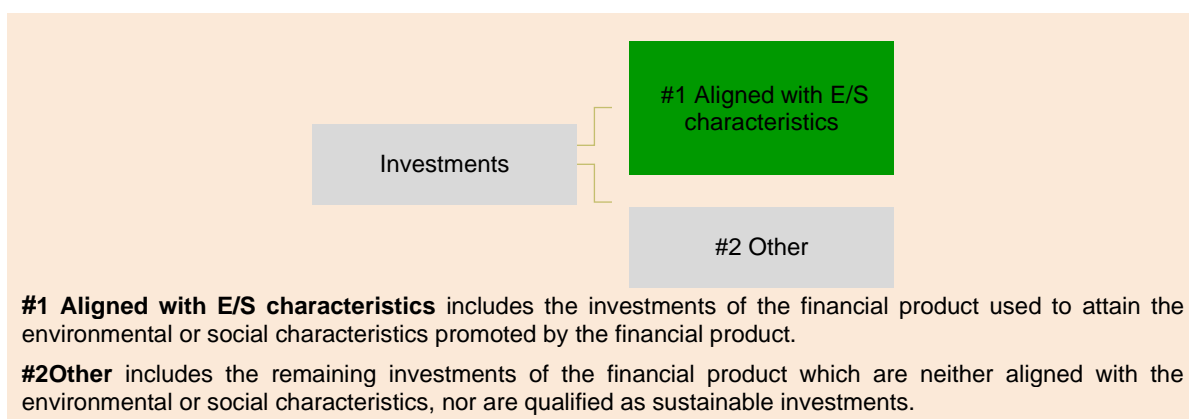 #1 Aligned with E/S
characteristics
Investments
#2 Other
#1 Aligned with E/S characteristics includes the investments of the financial product used to attain the
environmental or social characteristics promoted by the financial product.
#2Other includes the remaining investments of the financial product which are neither aligned with the
environmental or social characteristics, nor are qualified as sustainable investments.